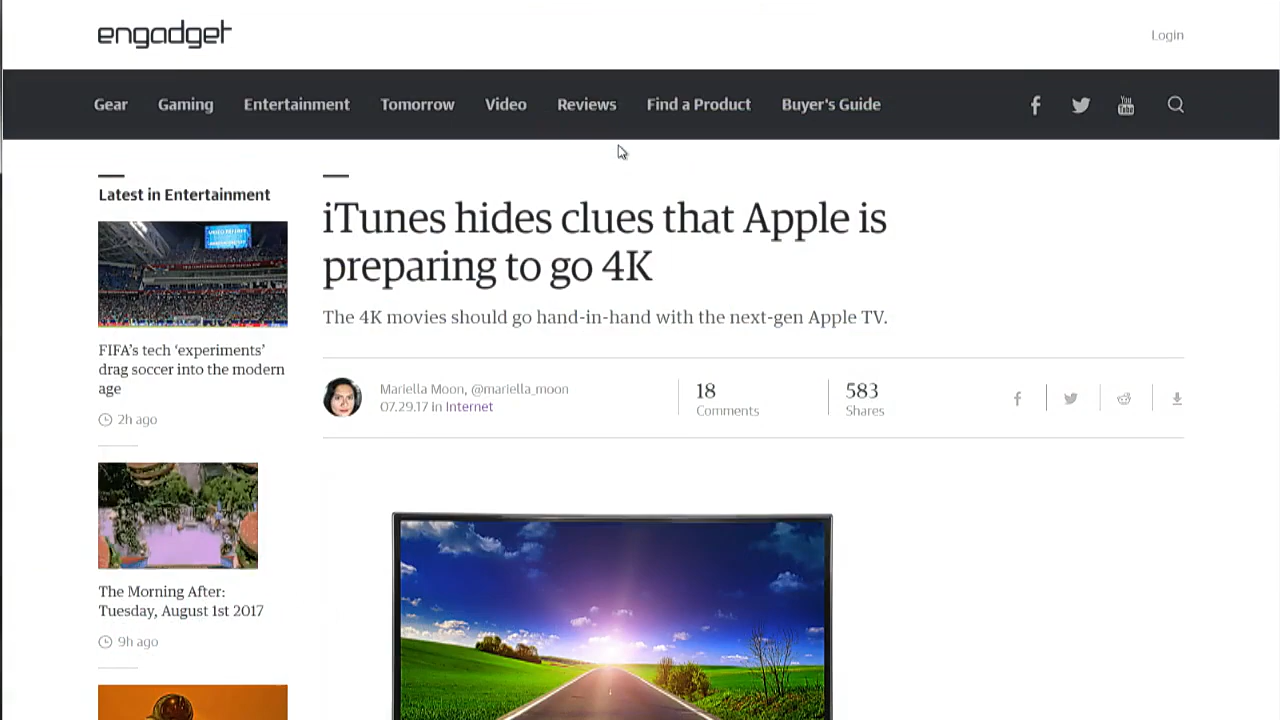 engadget
Login
Gear Gaming Entertainment Tomorrow Video Reviews Find a Product Buyer's Guide
You
Tube
Latest in Entertainment
FIFA's tech ‘experiments’
drag soccer into the modern
age
2h ago
The Morning After:
Tuesday, August 1st 2017
9h ago
iTunes hides clues that Apple is
preparing to go 4K
The 4K movies should go hand-in-hand with the next-gen Apple TV.
Mariella Moon, @mariella_moon
07.29.17 in Internet
18
Comments
583
Shares